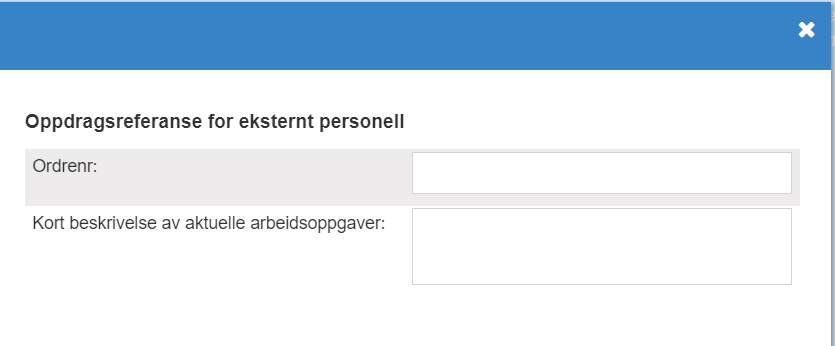 Oppdragsreferanse for eksternt personell
Ordrenr:
Kort beskrivelse av aktuelle arbeidsoppgaver: